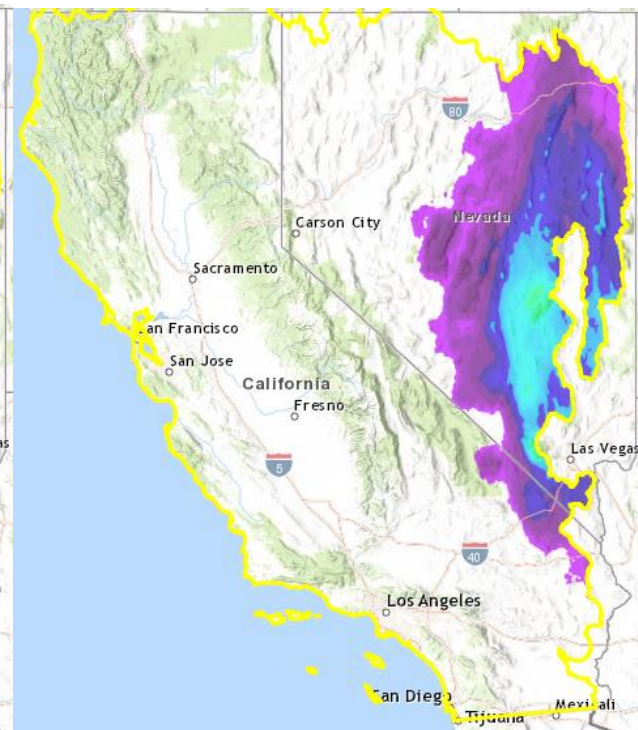 80
Nevada
Carson City
Sacramento
San Francisco
San Jose
California
Fresno
5
Las Vegas
as
40
Los Angeles
San Diego
Tijuana
Mexicali